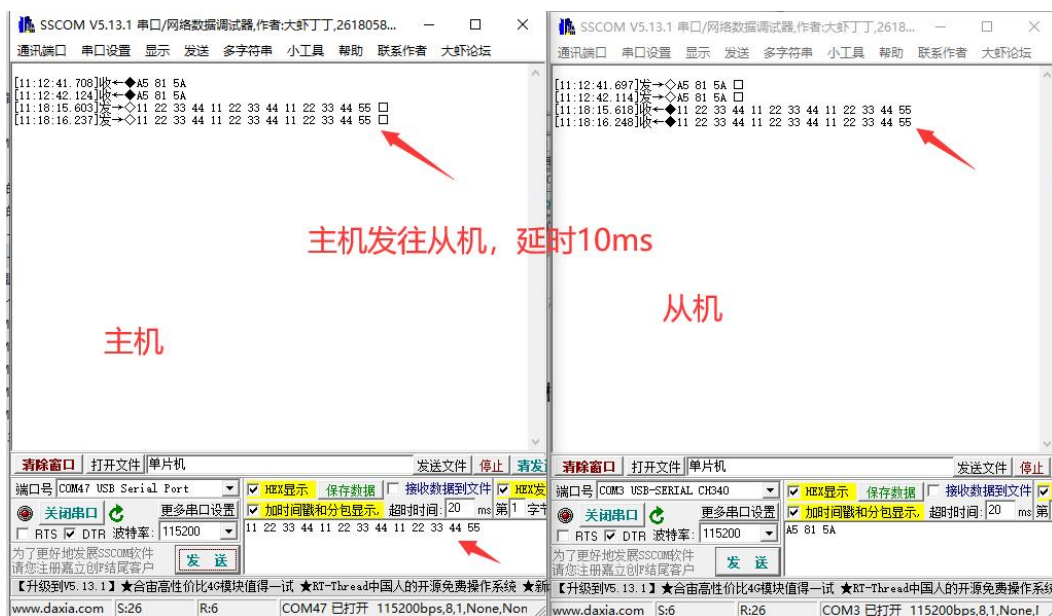 SSCOM V5.13.1 串口/网络数据调试器,作者:大虾丁丁,2618058...
通讯端口 串口设置 显示 发送 多字符串 小工具 帮助 联系作者 大虾论坛
[11:12:41.708]收←◆A5 81 5A
[11:12:42.124]收←◆A5 81 5A
[11:18:15.603]发→◇11 22 33 44 11 22 33 44 11 22 33 44 55 □
[11:18:16.237]发→◇11 22 33 44 11 22 33 44 11 22 33 44 55 □
主机
清除窗口 打开文件 单片机 发送文件 停止 清发
端口号 COM47 USB Serial Port HEX显示 保存数据 接收数据到文件 HEX发
关闭串口 更多串口设置 加时间戳和分包显示. 超时时间: 20 ms 第1 字节
RTS DTR 波特率: 115200 11 22 33 44 11 22 33 44 11 22 33 44 55
为了更好地发展SSCOM软件
请您注册嘉立创F结尾客户
发 送
【升级到V5.13.1】★合宙高性价比4G模块值得一试 ★RT-Thread中国人的开源免费操作系统 ★新
www.daxia.com S:26 R:6 COM47 已打开 115200bps,8,1,None,Non
主机发往从机，延时10ms
SSCOM V5.13.1 串口/网络数据调试器,作者:大虾丁丁,2618...
通讯端口 串口设置 显示 发送 多字符串 小工具 帮助 联系作者 大虾论坛
[11:12:41.697]发→◇A5 81 5A □
[11:12:42.114]发→◇A5 81 5A □
[11:18:15.618]收←◆11 22 33 44 11 22 33 44 11 22 33 44 55
[11:18:16.248]收←◆11 22 33 44 11 22 33 44 11 22 33 44 55
从机
清除窗口 打开文件 单片机 发送文件 停止
端口号 COM3 USB-SERIAL CH340 HEX显示 保存数据 接收数据到文件
关闭串口 更多串口设置 加时间戳和分包显示. 超时时间: 20 ms 第
RTS DTR 波特率: 115200 A5 81 5A
为了更好地发展SSCOM软件
请您注册嘉立创F结尾客户
发 送
【升级到V5.13.1】★合宙高性价比4G模块值得一试 ★RT-Thread中国人的开源免费操作系统
www.daxia.com S:6 R:26 COM3 已打开 115200bps,8,1,None,